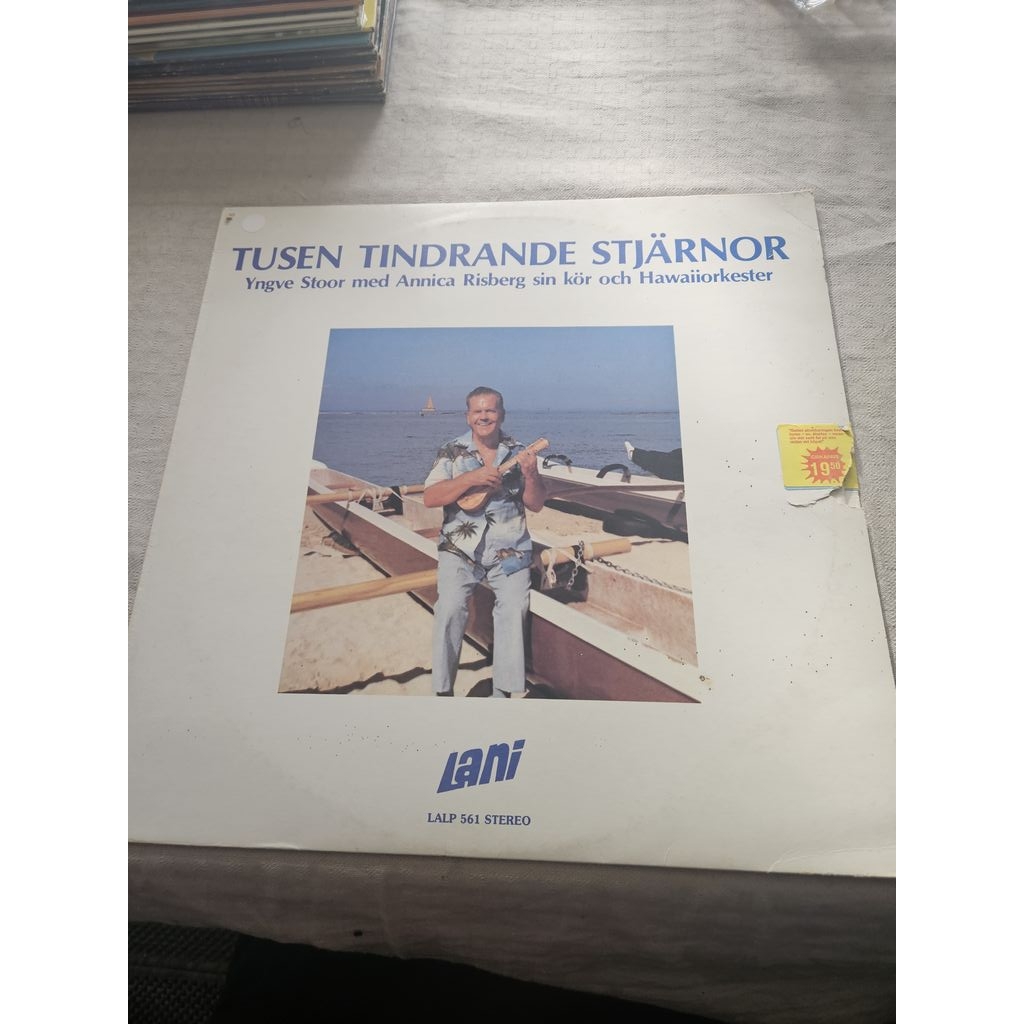 TUSEN TINDRANDE STJÄRNOR
Yngve Stoor med Annica Risberg sin kör och Hawaiiorkester
19 50
Lani
LALP 561 STEREO